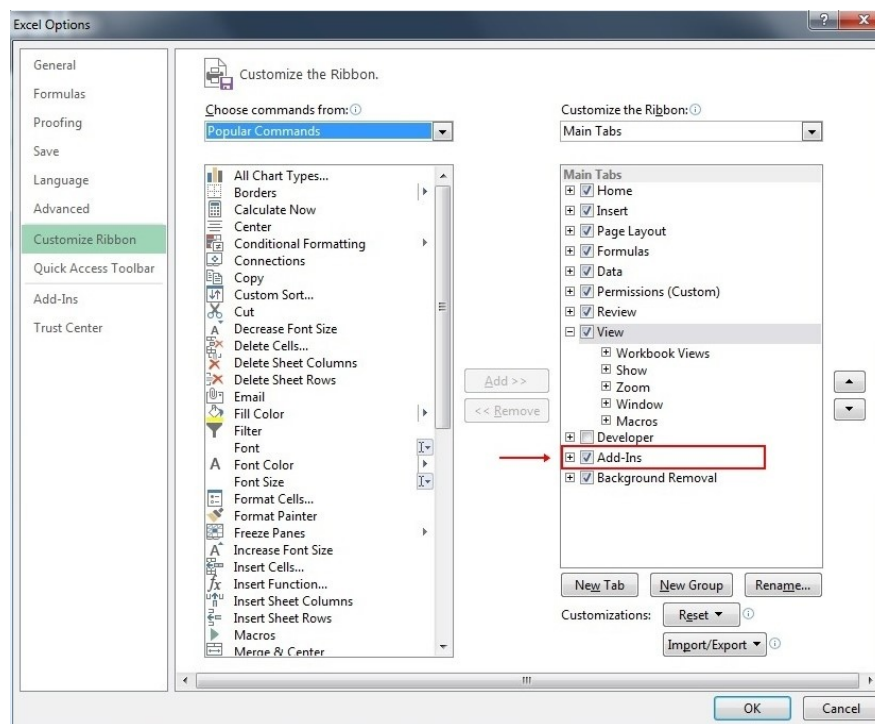 Excel Options
General
Formulas
Proofing
Save
Language
Advanced
Customize Ribbon
Quick Access Toolbar
Add-Ins
Trust Center
Customize the Ribbon.
Choose commands from:
Popular Commands
All Chart Types...
Borders
Calculate Now
Center
Conditional Formatting
Connections
Copy
Custom Sort...
Cut
Decrease Font Size
Delete Cells...
Delete Sheet Columns
Delete Sheet Rows
Email
Fill Color
Filter
Font
Font Color
Font Size
Format Cells...
Format Painter
Freeze Panes
Increase Font Size
Insert Cells...
Insert Function...
Insert Sheet Columns
Insert Sheet Rows
Macros
Merge & Center
Add >>
<< Remove
Customize the Ribbon:
Main Tabs
Main Tabs
Home
Insert
Page Layout
Formulas
Data
Permissions (Custom)
Review
View
Workbook Views
Show
Zoom
Window
Macros
Developer
Add-Ins
Background Removal
New Tab
New Group
Rename...
Customizations:
Reset
Import/Export
OK
Cancel